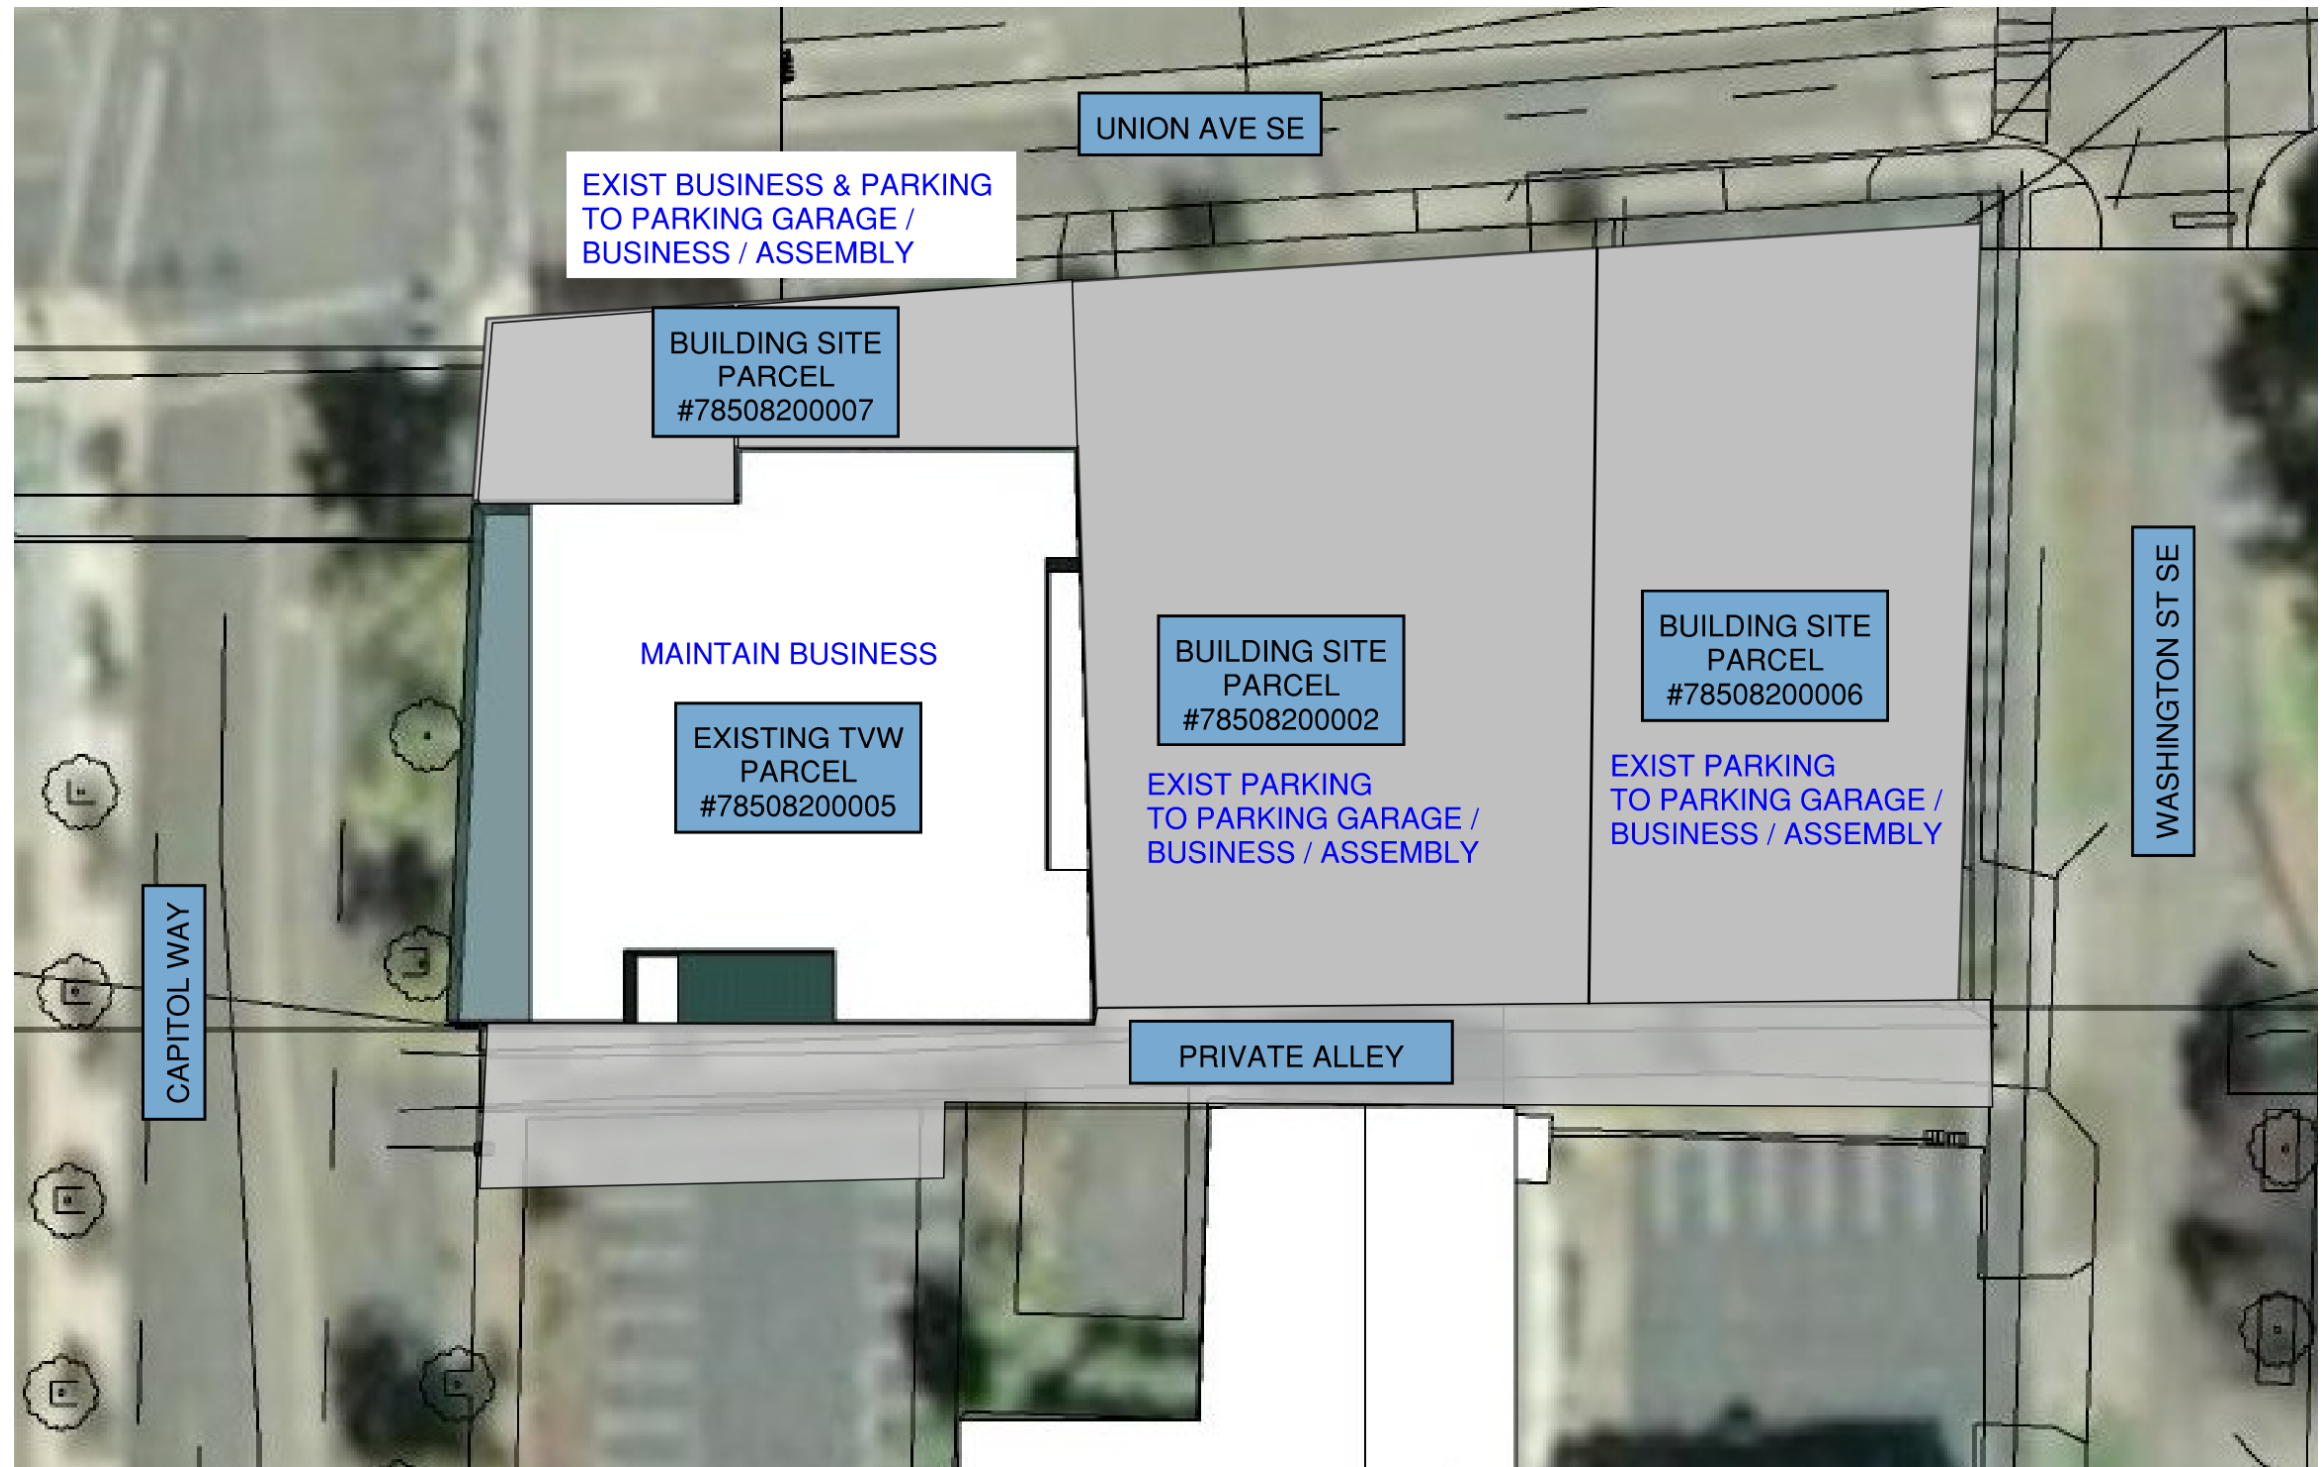 UNION AVE SE
EXIST BUSINESS & PARKING
TO PARKING GARAGE /
BUSINESS / ASSEMBLY
BUILDING SITE
PARCEL
#78508200007
MAINTAIN BUSINESS
EXISTING TVW
PARCEL
#78508200005
BUILDING SITE
PARCEL
#78508200002
EXIST PARKING
TO PARKING GARAGE /
BUSINESS / ASSEMBLY
BUILDING SITE
PARCEL
#78508200006
EXIST PARKING
TO PARKING GARAGE /
BUSINESS / ASSEMBLY
WASHINGTON ST SE
CAPITOL WAY
PRIVATE ALLEY